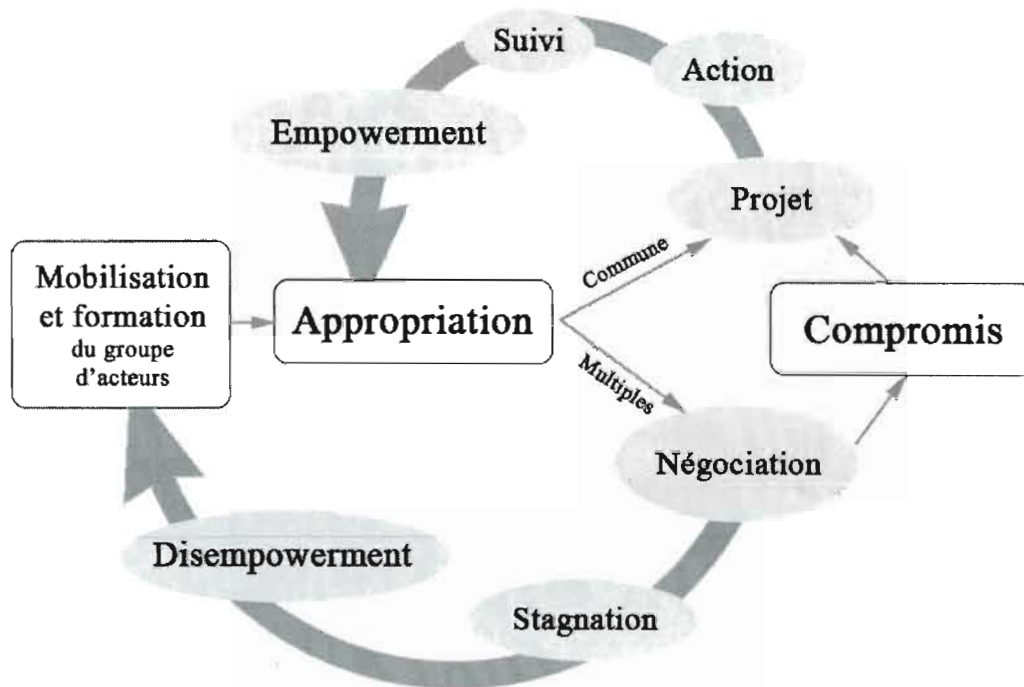 Suivi
Action
Empowerment
Projet
Mobilisation
et formation
du groupe
d'acteurs
Appropriation
Commune
Multiples
Compromis
Négociation
Disempowerment
Stagnation